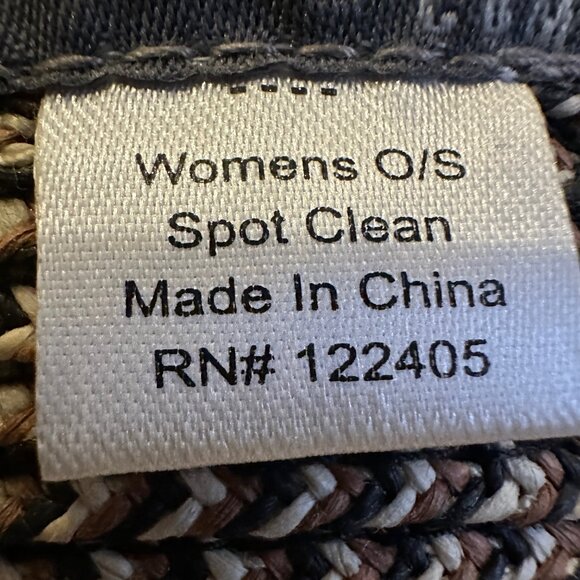 Womens O/S
Spot Clean
Made In China
RN# 122405